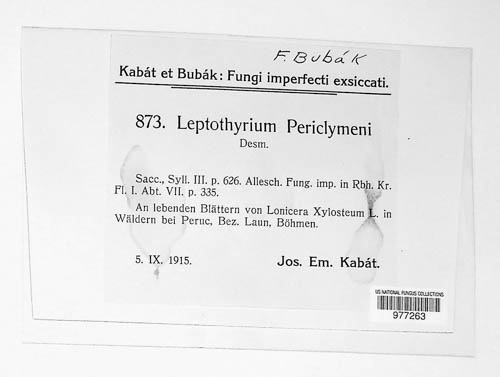 F. Bubák
Kabát et Bubák: Fungi imperfecti exsiccati.
873. Leptothyrium Periclymeni
Desm.
Sacc., Syll. III. p. 626. Allesch. Fung. imp. in Rbh. Kr.
Fl. I. Abt. VII. p. 335.
An lebenden Blättern von Lonicera Xylosteum L. in
Wäldern bei Peruc, Bez. Laun, Böhmen.
5. IX. 1915.
Jos. Em. Kabát.
US NATIONAL FUNGUS COLLECTIONS
977263